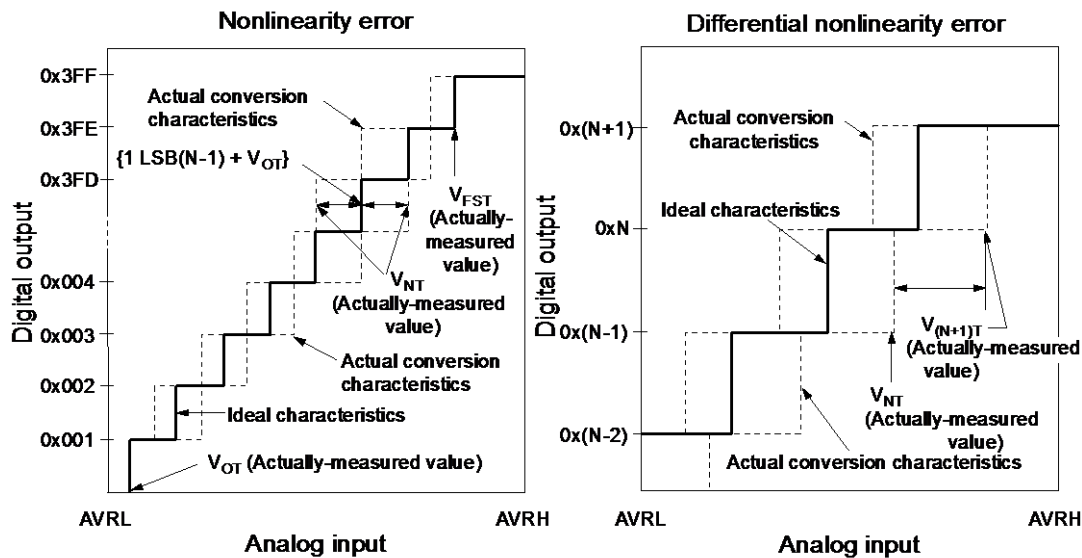 Nonlinearity error
0x3FF
0x3FE
0x3FD
0x004
0x003
0x002
0x001
Digital output
Actual conversion
characteristics
{1 LSB(N-1) + VOT}
VFST
(Actually-
measured
value)
VNT
(Actually-measured
value)
Actual conversion
characteristics
Ideal characteristics
VOT (Actually-measured value)
AVRL
AVRH
Analog input
Differential nonlinearity error
0x(N+1)
0xN
0x(N-1)
0x(N-2)
Digital output
Actual conversion
characteristics
Ideal characteristics
V(N+1)T
(Actually-measured
value)
VNT
(Actually-measured
value)
Actual conversion characteristics
AVRL
AVRH
Analog input